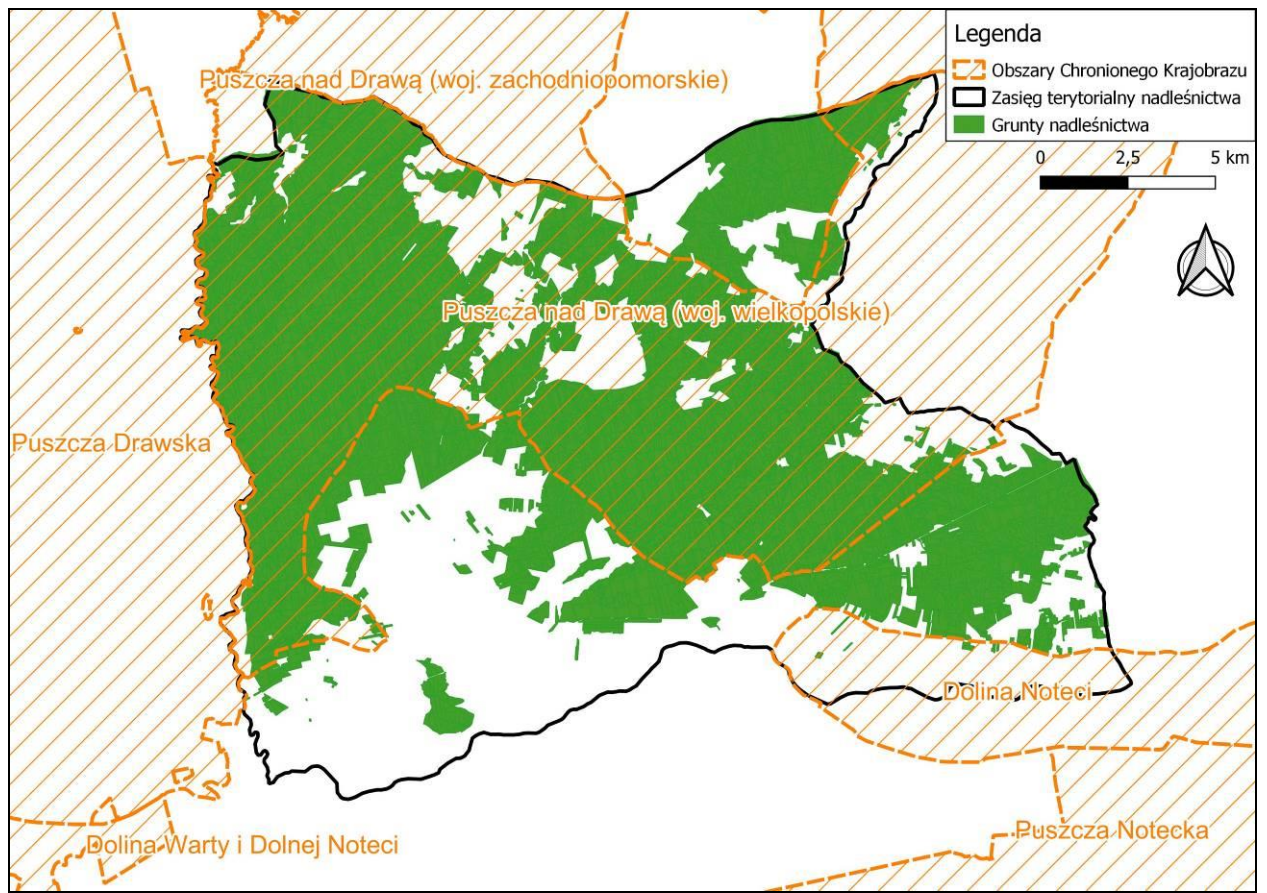 Legenda
Obszary Chronionego Krajobrazu
Zasięg terytorialny nadleśnictwa
Grunty nadleśnictwa
0 2,5 5 km
Puszcza nad Drawą (woj. zachodniopomorskie)
Puszcza nad Drawą (woj. wielkopolskie)
Puszcza Drawska
Dolina Noteci
Puszcza Notecka
Dolina Warty i Dolnej Noteci